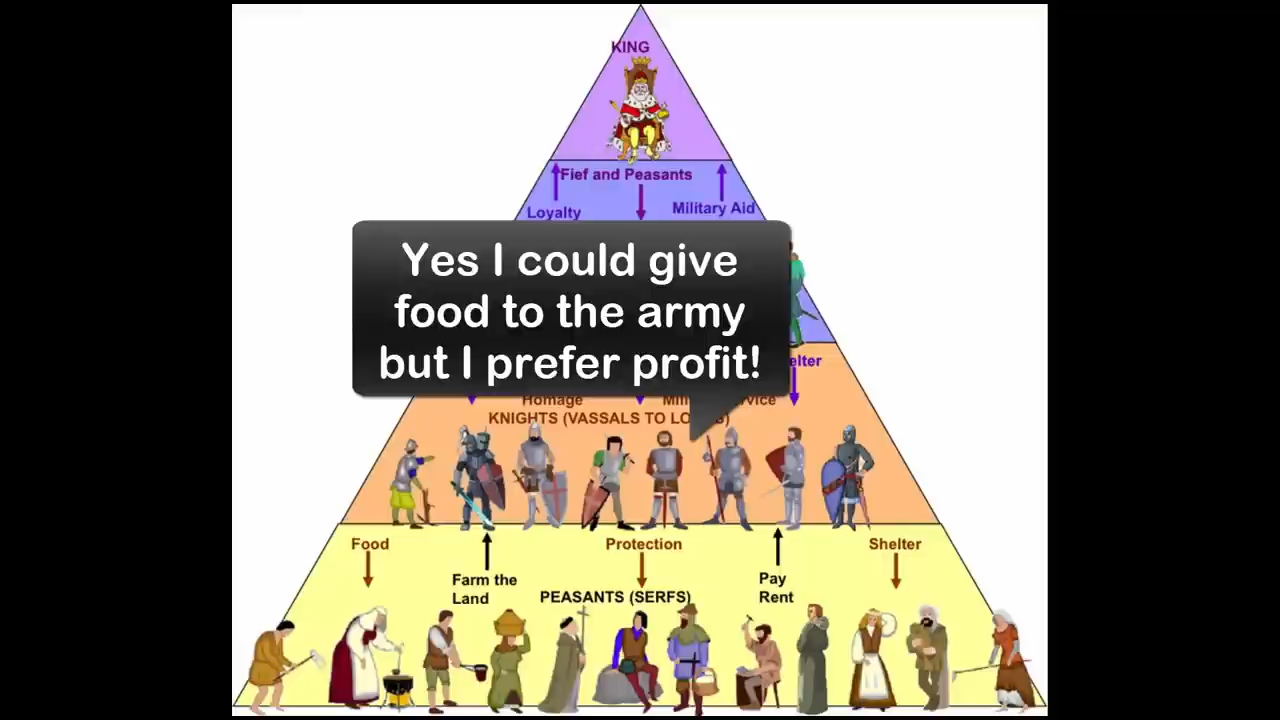 KING
Fief and Peasants
Loyalty
Military Aid
Yes I could give
food to the army
but I prefer profit!
Homage
KNIGHTS (VASSALS TO
Food
Protection
Shelter
Farm the
Land
Pay
Rent
PEASANTS (SERFS)